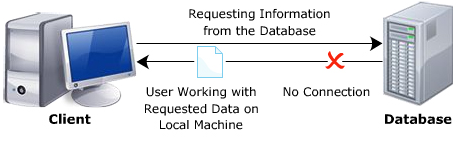 Requesting Information
from the Database
User Working with
Requested Data on
Local Machine
No Connection
Client
Database